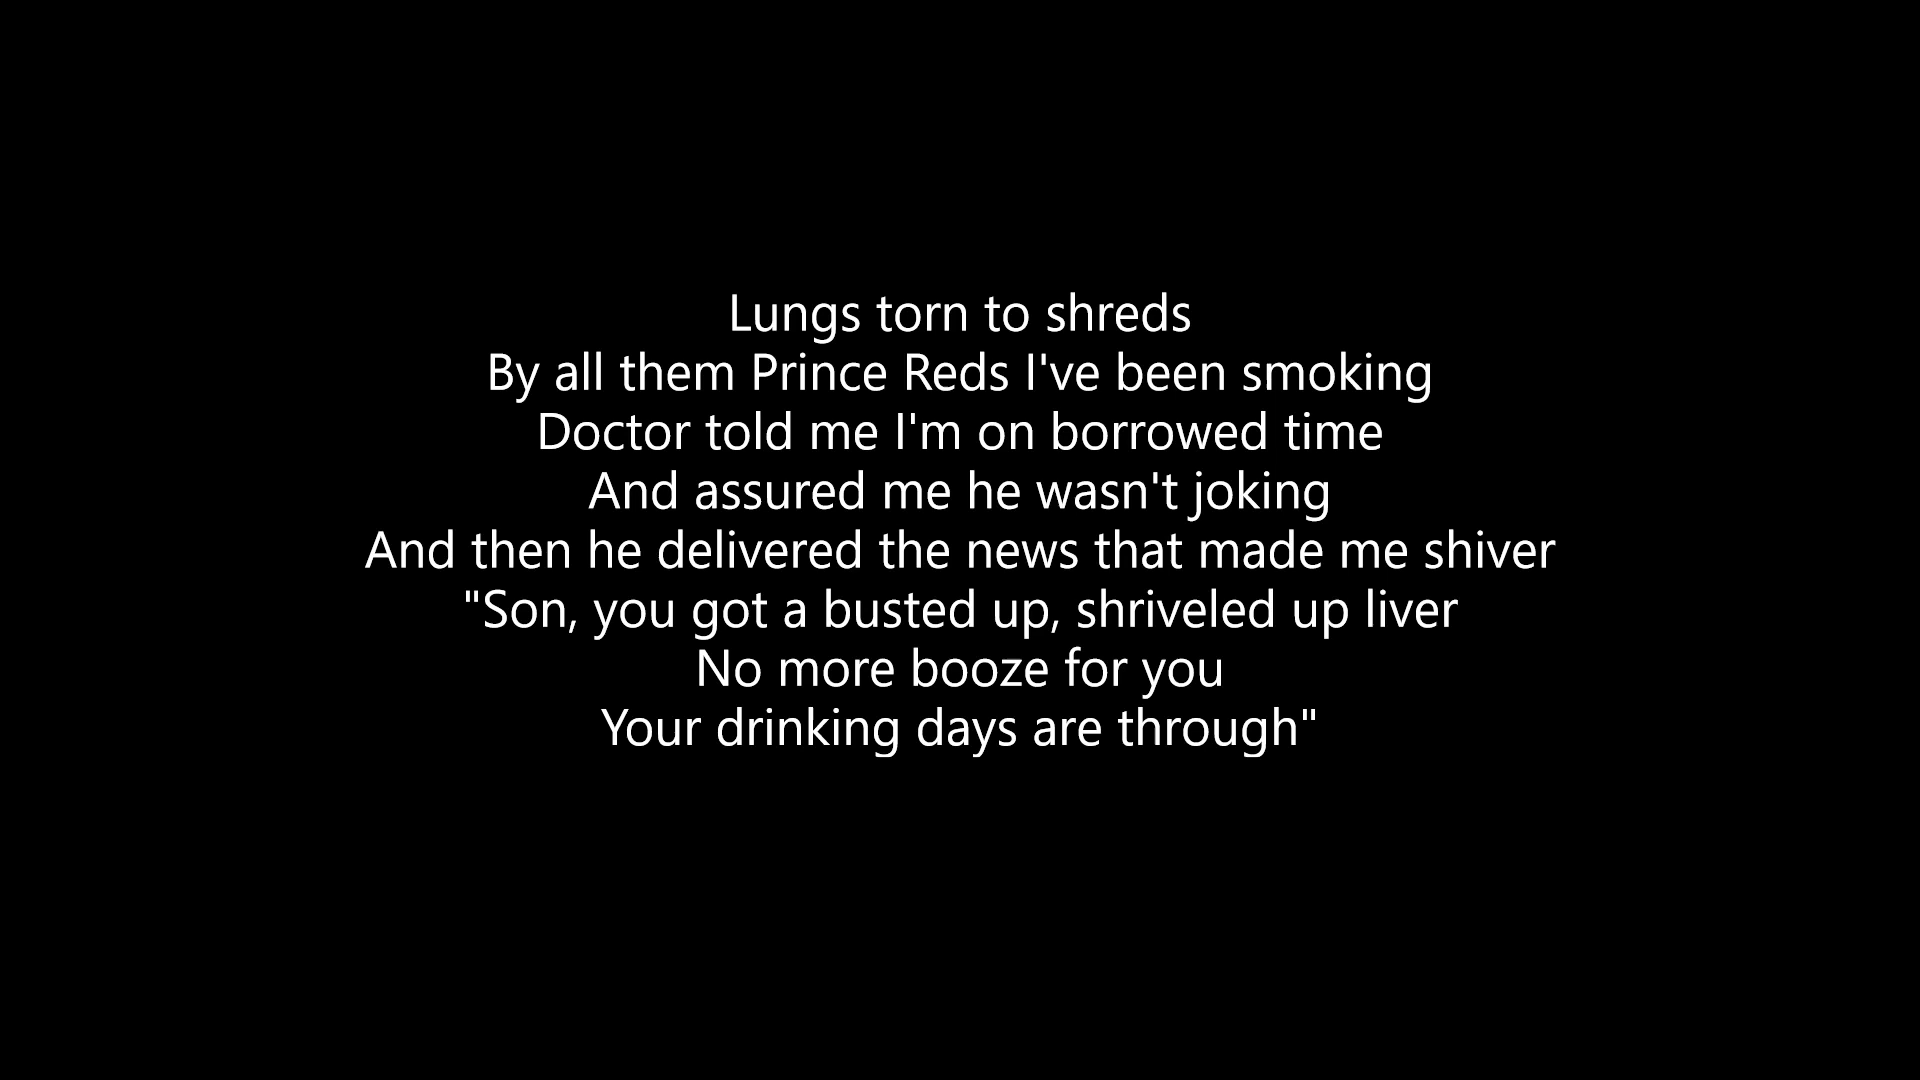 Lungs torn to shreds
By all them Prince Reds I've been smoking
Doctor told me I'm on borrowed time
And assured me he wasn't joking
And then he delivered the news that made me shiver
"Son, you got a busted up, shriveled up liver
No more booze for you
Your drinking days are through"